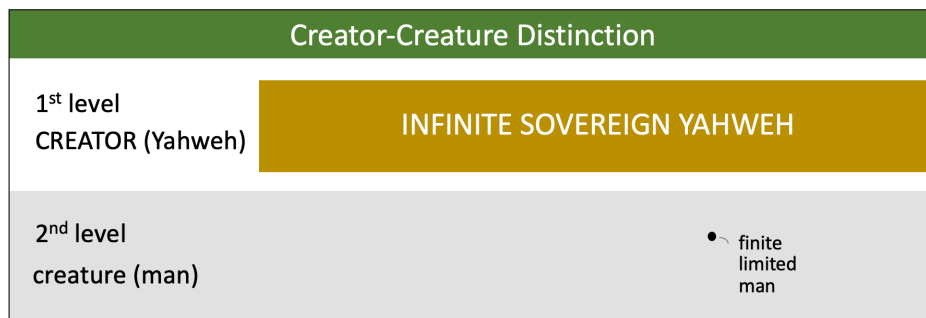 Creator-Creature Distinction
1st level
CREATOR (Yahweh)
INFINITE SOVEREIGN YAHWEH
2nd level
creature (man)
finite
limited
man